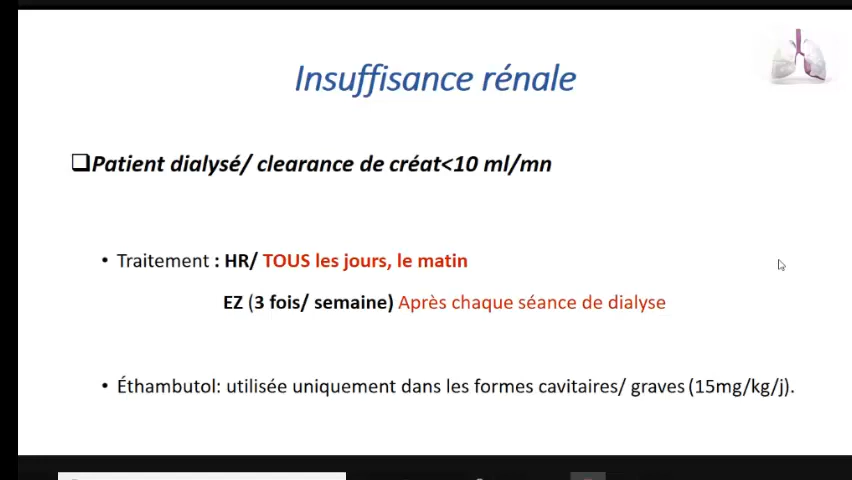 Insuffisance rénale
❑Patient dialysé/ clearance de créat<10 ml/mn
• Traitement : HR/ TOUS les jours, le matin
EZ (3 fois/ semaine) Après chaque séance de dialyse
• Éthambutol: utilisée uniquement dans les formes cavitaires/ graves (15mg/kg/j).